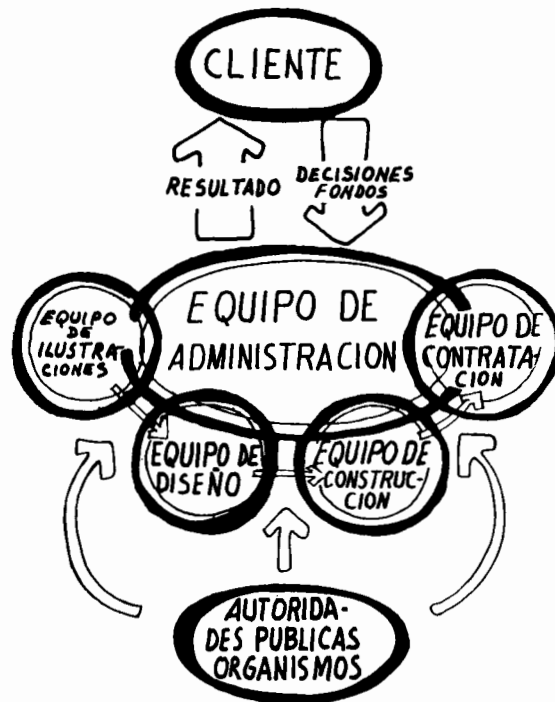 CLIENTE
RESULTADO
DECISIONES
FONDOS
EQUIPO DE
ADMINISTRACION
EQUIPO
DE
ILUSTRA-
CIONES
EQUIPO DE
CONTRATA-
CION
EQUIPO DE
DISEÑO
EQUIPO DE
CONSTRUC-
CION
AUTORIDA-
DES PUBLICAS
ORGANISMOS